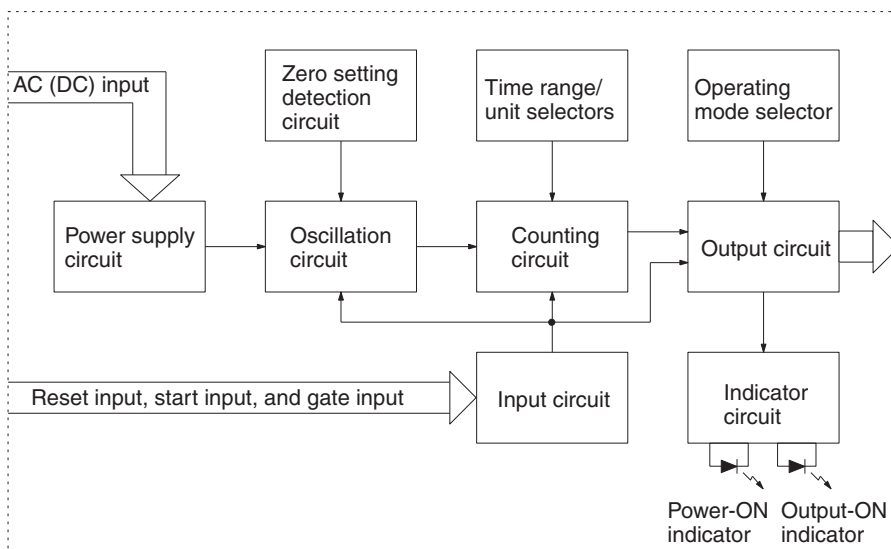 AC (DC) input
Zero setting
detection
circuit
Time range/
unit selectors
Operating
mode selector
Power supply
circuit
Oscillation
circuit
Counting
circuit
Output circuit
Reset input, start input, and gate input
Input circuit
Indicator
circuit
Power-ON
indicator
Output-ON
indicator